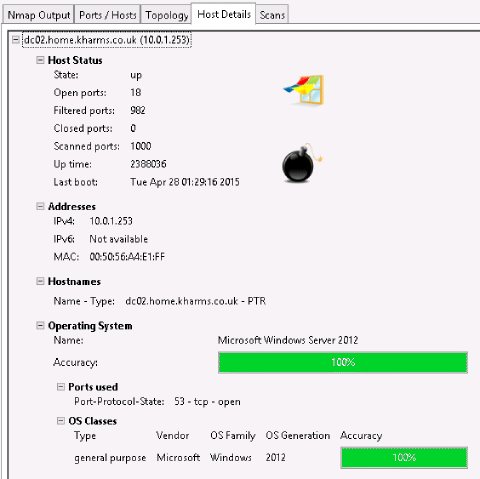 Nmap Output Ports / Hosts Topology Host Details Scans
dc02.home.kharms.co.uk (10.0.1.253)
Host Status
State: up
Open ports: 18
Filtered ports: 982
Closed ports: 0
Scanned ports: 1000
Up time: 2388036
Last boot: Tue Apr 28 01:29:16 2015
Addresses
IPv4: 10.0.1.253
IPv6: Not available
MAC: 00:50:56:A4:E1:FF
Hostnames
Name - Type: dc02.home.kharms.co.uk - PTR
Operating System
Name: Microsoft Windows Server 2012
Accuracy: 100%
Ports used
Port-Protocol-State: 53 - tcp - open
OS Classes
Type Vendor OS Family OS Generation Accuracy
general purpose Microsoft Windows 2012 100%